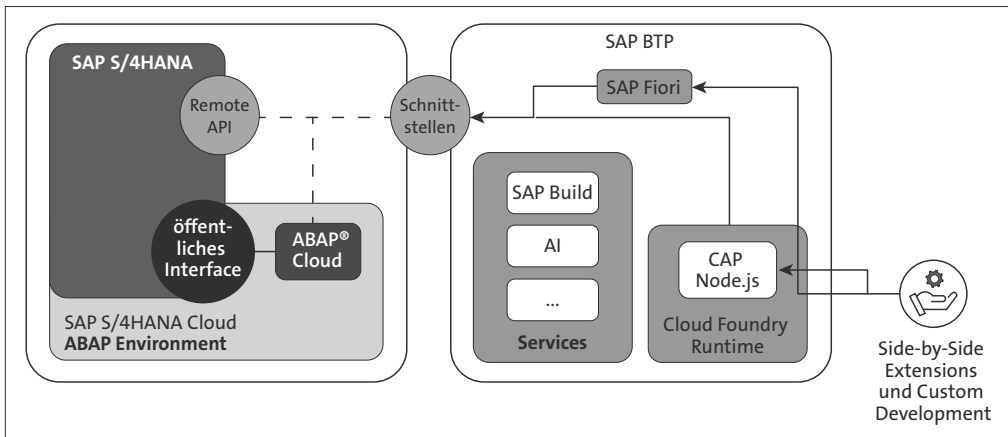 SAP S/4HANA
Remote
API
öffent-
liches
Interface
ABAP®
Cloud
SAP S/4HANA Cloud
ABAP Environment
Schnitt-
stellen
SAP BTP
SAP Fiori
SAP Build
AI
...
Services
CAP
Node.js
Cloud Foundry
Runtime
Side-by-Side
Extensions
und Custom
Development